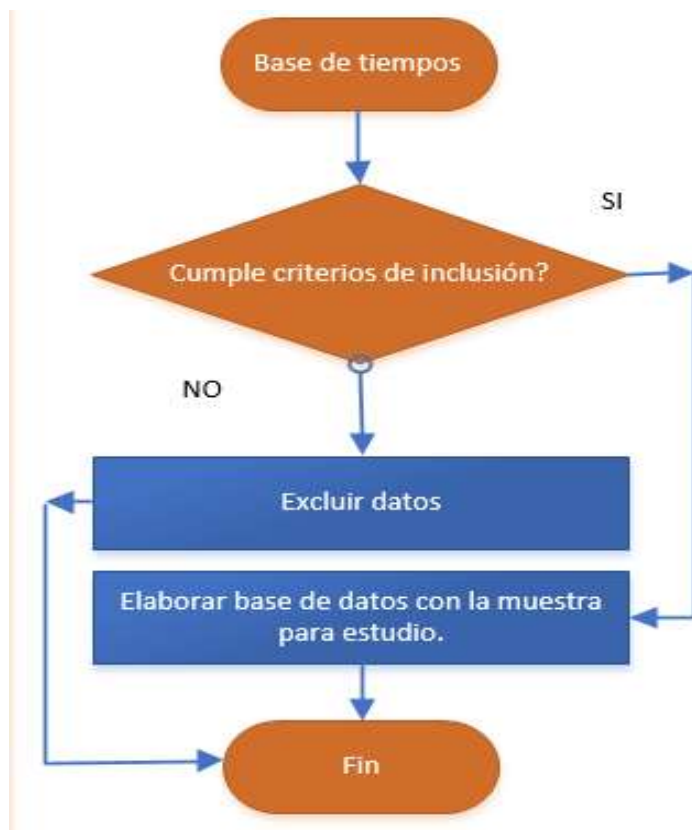 Base de tiempos
SI
Cumple criterios de inclusión?
NO
Excluir datos
Elaborar base de datos con la muestra
para estudio.
Fin